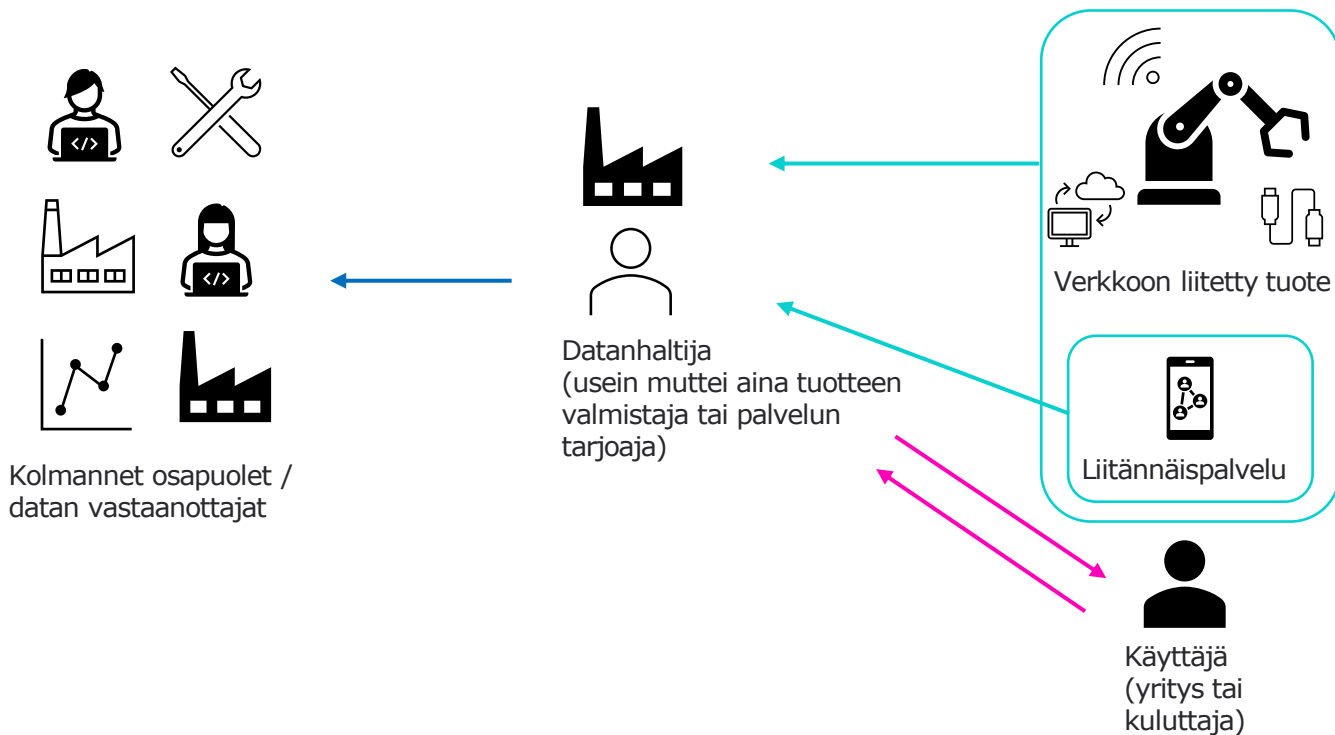 </>
</>
Kolmannet osapuolet /
datan vastaanottajat
Datanhaltija
(usein muttei aina tuotteen
valmistaja tai palvelun
tarjoaja)
Verkkoon liitetty tuote
Liitännäispalvelu
Käyttäjä
(yritys tai
kuluttaja)